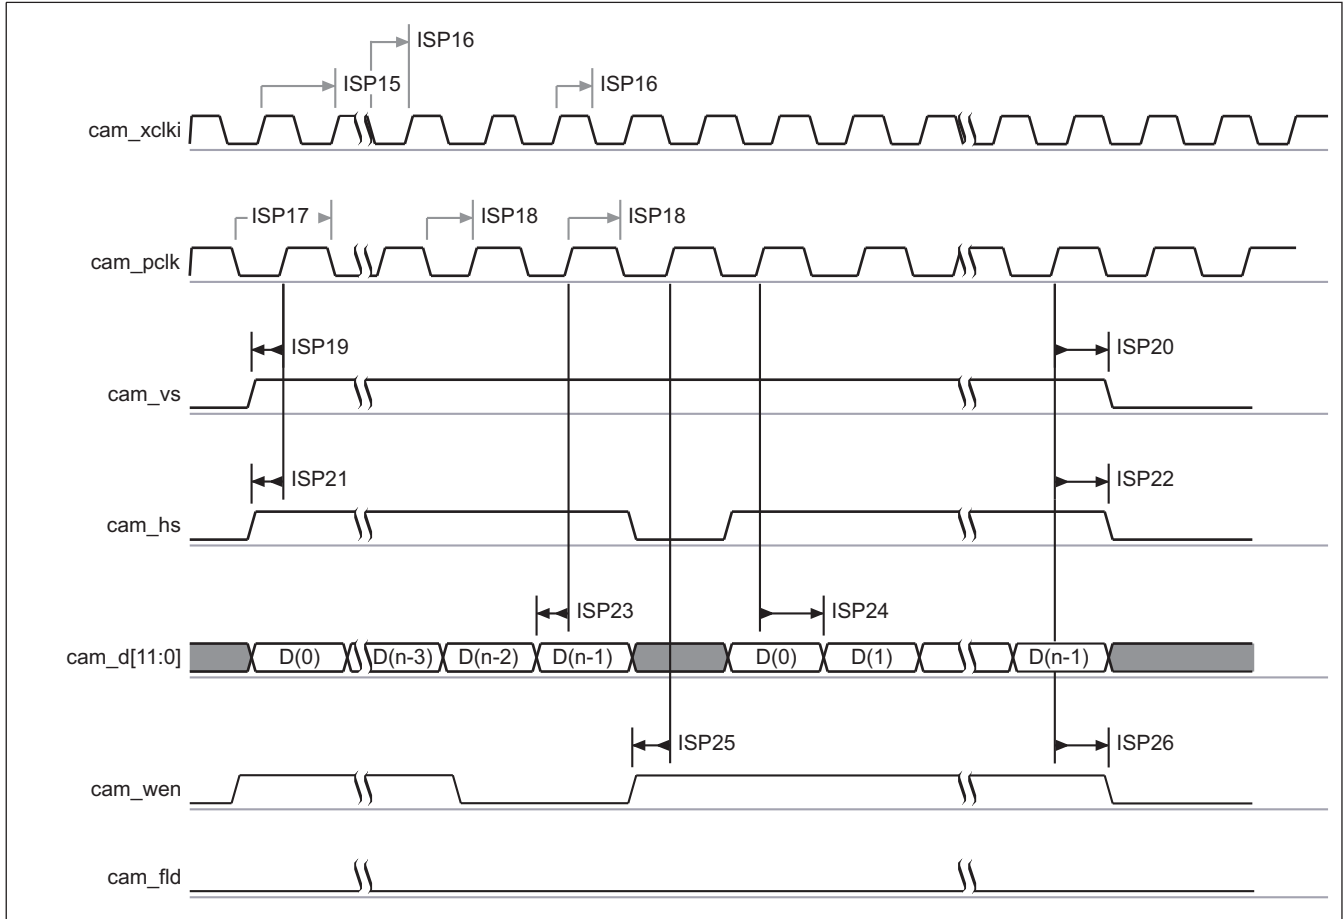 ISP16
ISP15
ISP16
cam_xclki
ISP17
ISP18
ISP18
cam_pclk
ISP19
ISP20
cam_vs
ISP21
ISP22
cam_hs
ISP23
ISP24
cam_d[11:0]
D(0)
D(n-3)
D(n-2)
D(n-1)
D(0)
D(1)
D(n-1)
ISP25
ISP26
cam_wen
cam_fld